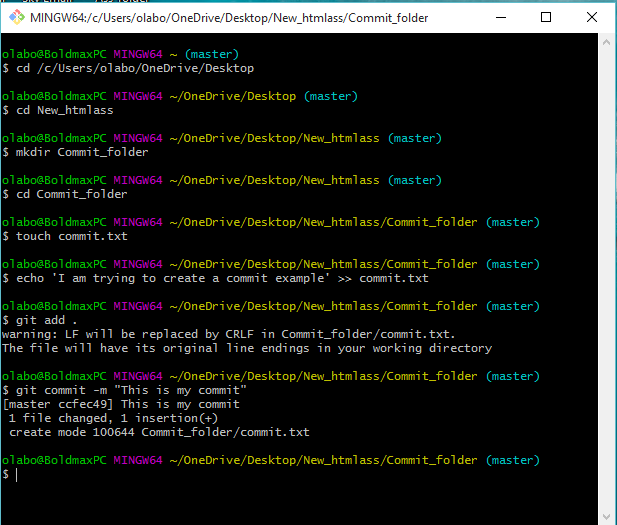 MINGW64:/c/Users/olabo/OneDrive/Desktop/New_htmlass/Commit_folder
olabo@BoldmaxPC MINGW64 ~ (master)
$ cd /c/Users/olabo/OneDrive/Desktop
olabo@BoldmaxPC MINGW64 ~/OneDrive/Desktop (master)
$ cd New_htmlass
olabo@BoldmaxPC MINGW64 ~/OneDrive/Desktop/New_htmlass (master)
$ mkdir Commit_folder
olabo@BoldmaxPC MINGW64 ~/OneDrive/Desktop/New_htmlass (master)
$ cd Commit_folder
olabo@BoldmaxPC MINGW64 ~/OneDrive/Desktop/New_htmlass/Commit_folder (master)
$ touch commit.txt
olabo@BoldmaxPC MINGW64 ~/OneDrive/Desktop/New_htmlass/Commit_folder (master)
$ echo 'I am trying to create a commit example' >> commit.txt
olabo@BoldmaxPC MINGW64 ~/OneDrive/Desktop/New_htmlass/Commit_folder (master)
$ git add .
warning: LF will be replaced by CRLF in Commit_folder/commit.txt.
The file will have its original line endings in your working directory
olabo@BoldmaxPC MINGW64 ~/OneDrive/Desktop/New_htmlass/Commit_folder (master)
$ git commit -m "This is my commit"
[master ccfec49] This is my commit
 1 file changed, 1 insertion(+)
 create mode 100644 Commit_folder/commit.txt
olabo@BoldmaxPC MINGW64 ~/OneDrive/Desktop/New_htmlass/Commit_folder (master)
$